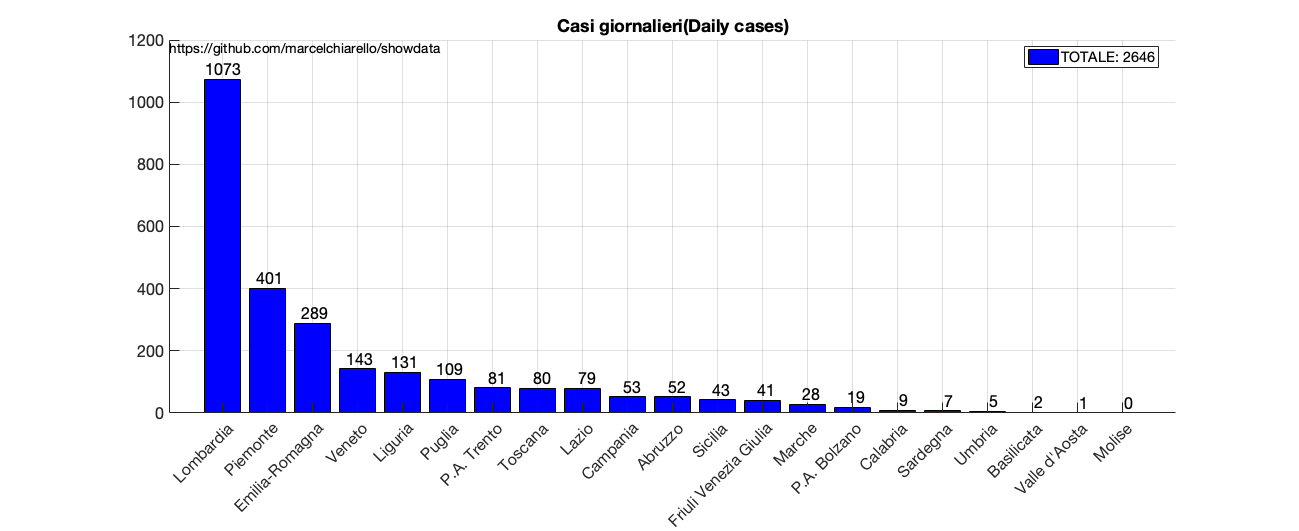 Casi giornalieri(Daily cases)
https://github.com/marcelchiarello/showdata
TOTALE: 2646
1200
1000
800
600
400
200
0
1073
401
289
143
131
109
81
80
79
53
52
43
41
28
19
9
7
5
2
1
0
Lombardia
Piemonte
Emilia-Romagna
Veneto
Liguria
Puglia
P.A. Trento
Toscana
Lazio
Campania
Abruzzo
Sicilia
Friuli Venezia Giulia
Marche
P.A. Bolzano
Calabria
Sardegna
Umbria
Basilicata
Valle d'Aosta
Molise